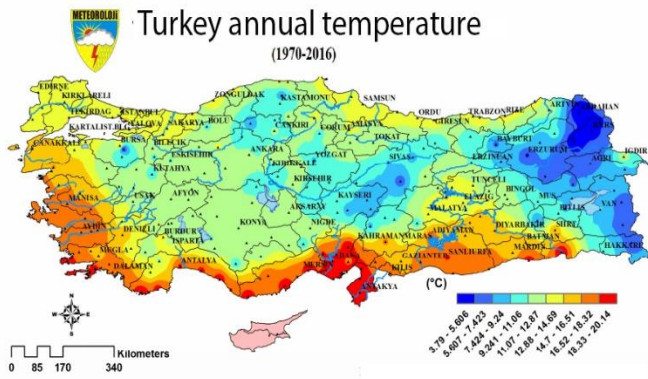 METEOROLOJİ
Turkey annual temperature
(1970-2016)
EDIRNE
KIRKLARELI
TEKIRDAG
ISTANBUL
KARTALISTBLG
YALOVA
SAKARYA
BOLU
ZONGULDAK
KASTAMONU
SAMSUN
ORDU
GIRESUN
TRABZON
RIZE
ARTVIN
ARDAHAN
KARS
CANAKKALE
BURSA
BILECIK
ESKISEHIR
ANKARA
CANKIRI
CORUM
AMASYA
TOKAT
SIVAS
ERZINCAN
BAYBURT
ERZURUM
AGRI
IGDIR
KUTAHYA
KIRIKKALE
YOZGAT
KIRSEHIR
KAYSERI
TUNCELI
BINGOL
MUS
BITLIS
VAN
MANISA
USAK
AFYON
AKSARAY
NIGDE
MALATYA
ELAZIG
DIYARBAKIR
SIIRT
BATMAN
HAKKARI
AYDIN
DENIZLI
BURDUR
ISPARTA
KONYA
KAHRAMANMARAS
ADIYAMAN
MARDIN
MUGLA
DALAMAN
ANTALYA
MERSIN
ADANA
GAZIANTEP
SANLIURFA
KILIS
ANTAKYA
(°C)
3.79 - 5.606
5.607 - 7.423
7.424 - 9.24
9.241 - 11.06
11.07 - 12.87
12.88 - 14.69
14.7 - 16.51
16.52 - 18.32
18.33 - 20.14
N
W E
S
Kilometers
0 85 170 340